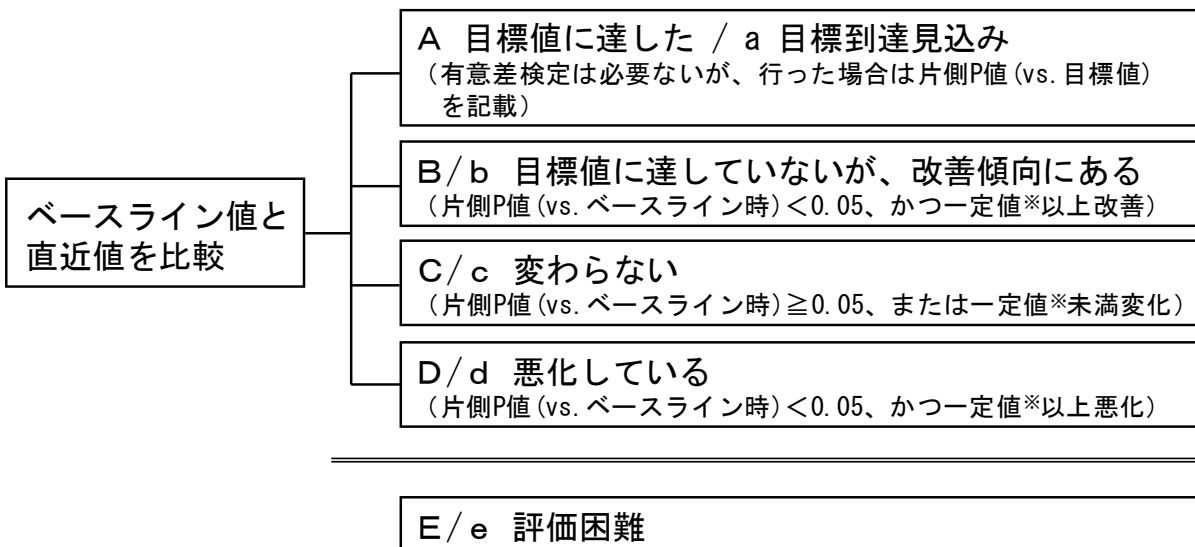 A 目標値に達した / a 目標到達見込み
(有意差検定は必要ないが、行った場合は片側P値(vs.目標値)
を記載)
B/b 目標値に達していないが、改善傾向にある
(片側P値(vs.ベースライン時)<0.05、かつ一定値※以上改善)
ベースライン値と
直近値を比較
C/c 変わらない
(片側P値(vs.ベースライン時)≧0.05、または一定値※未満変化)
D/d 悪化している
(片側P値(vs.ベースライン時)<0.05、かつ一定値※以上悪化)
E/e 評価困難